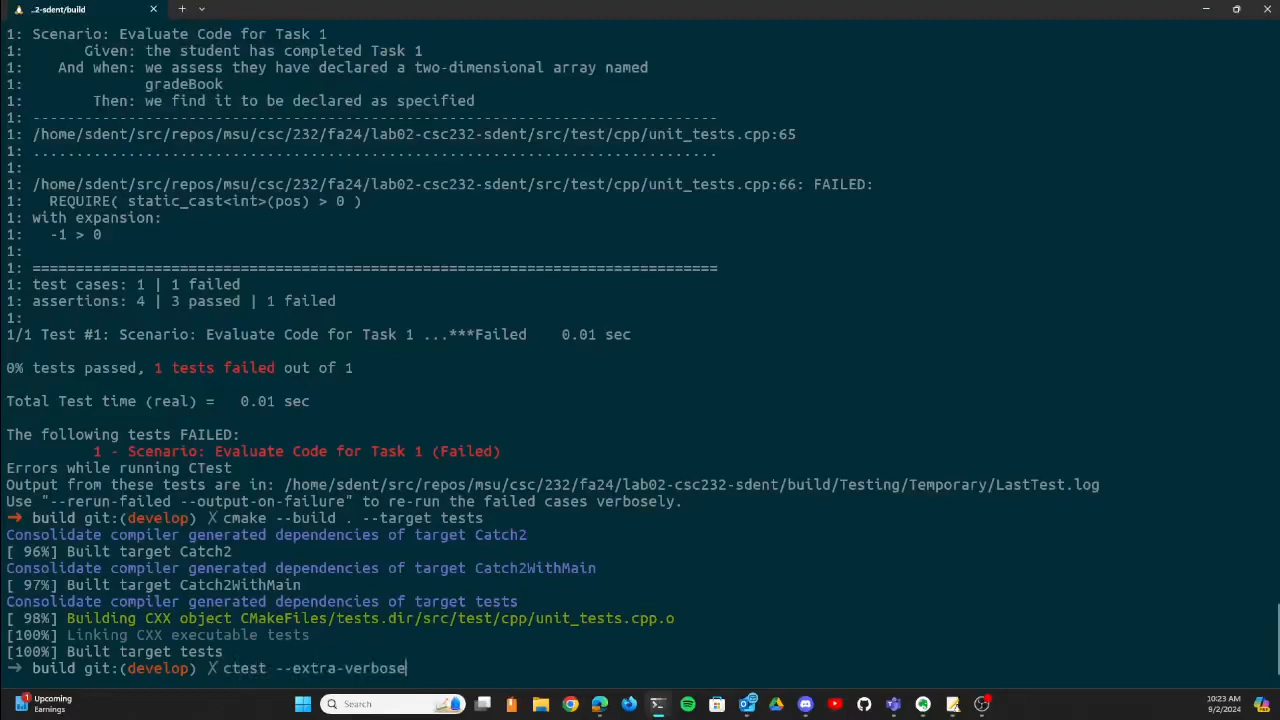 ..2-sdent/build
1: Scenario: Evaluate Code for Task 1
1:       Given: the student has completed Task 1
1:    And when: we assess they have declared a two-dimensional array named
1:              gradeBook
1:        Then: we find it to be declared as specified
1: -------------------------------------------------------------------------------
1: /home/sdent/src/repos/msu/csc/232/fa24/lab02-csc232-sdent/src/test/cpp/unit_tests.cpp:65
1: ...............................................................................
1:
1: /home/sdent/src/repos/msu/csc/232/fa24/lab02-csc232-sdent/src/test/cpp/unit_tests.cpp:66: FAILED:
1:   REQUIRE( static_cast<int>(pos) > 0 )
1: with expansion:
1:   -1 > 0
1:
1: ===============================================================================
1: test cases: 1 | 1 failed
1: assertions: 4 | 3 passed | 1 failed
1:
1/1 Test #1: Scenario: Evaluate Code for Task 1 ...***Failed    0.01 sec
0% tests passed, 1 tests failed out of 1
Total Test time (real) =   0.01 sec
The following tests FAILED:
          1 - Scenario: Evaluate Code for Task 1 (Failed)
Errors while running CTest
Output from these tests are in: /home/sdent/src/repos/msu/csc/232/fa24/lab02-csc232-sdent/build/Testing/Temporary/LastTest.log
Use "--rerun-failed --output-on-failure" to re-run the failed cases verbosely.
➜  build git:(develop) ✗ cmake --build . --target tests
Consolidate compiler generated dependencies of target Catch2
[ 96%] Built target Catch2
Consolidate compiler generated dependencies of target Catch2WithMain
[ 97%] Built target Catch2WithMain
Consolidate compiler generated dependencies of target tests
[ 98%] Building CXX object CMakeFiles/tests.dir/src/test/cpp/unit_tests.cpp.o
[100%] Linking CXX executable tests
[100%] Built target tests
➜  build git:(develop) ✗ ctest --extra-verbose
1
Upcoming
Earnings
Search
10:23 AM
9/2/2024